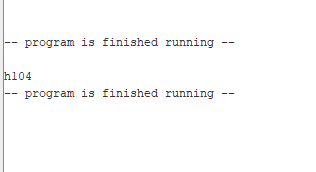 -- program is finished running --
h104
-- program is finished running --